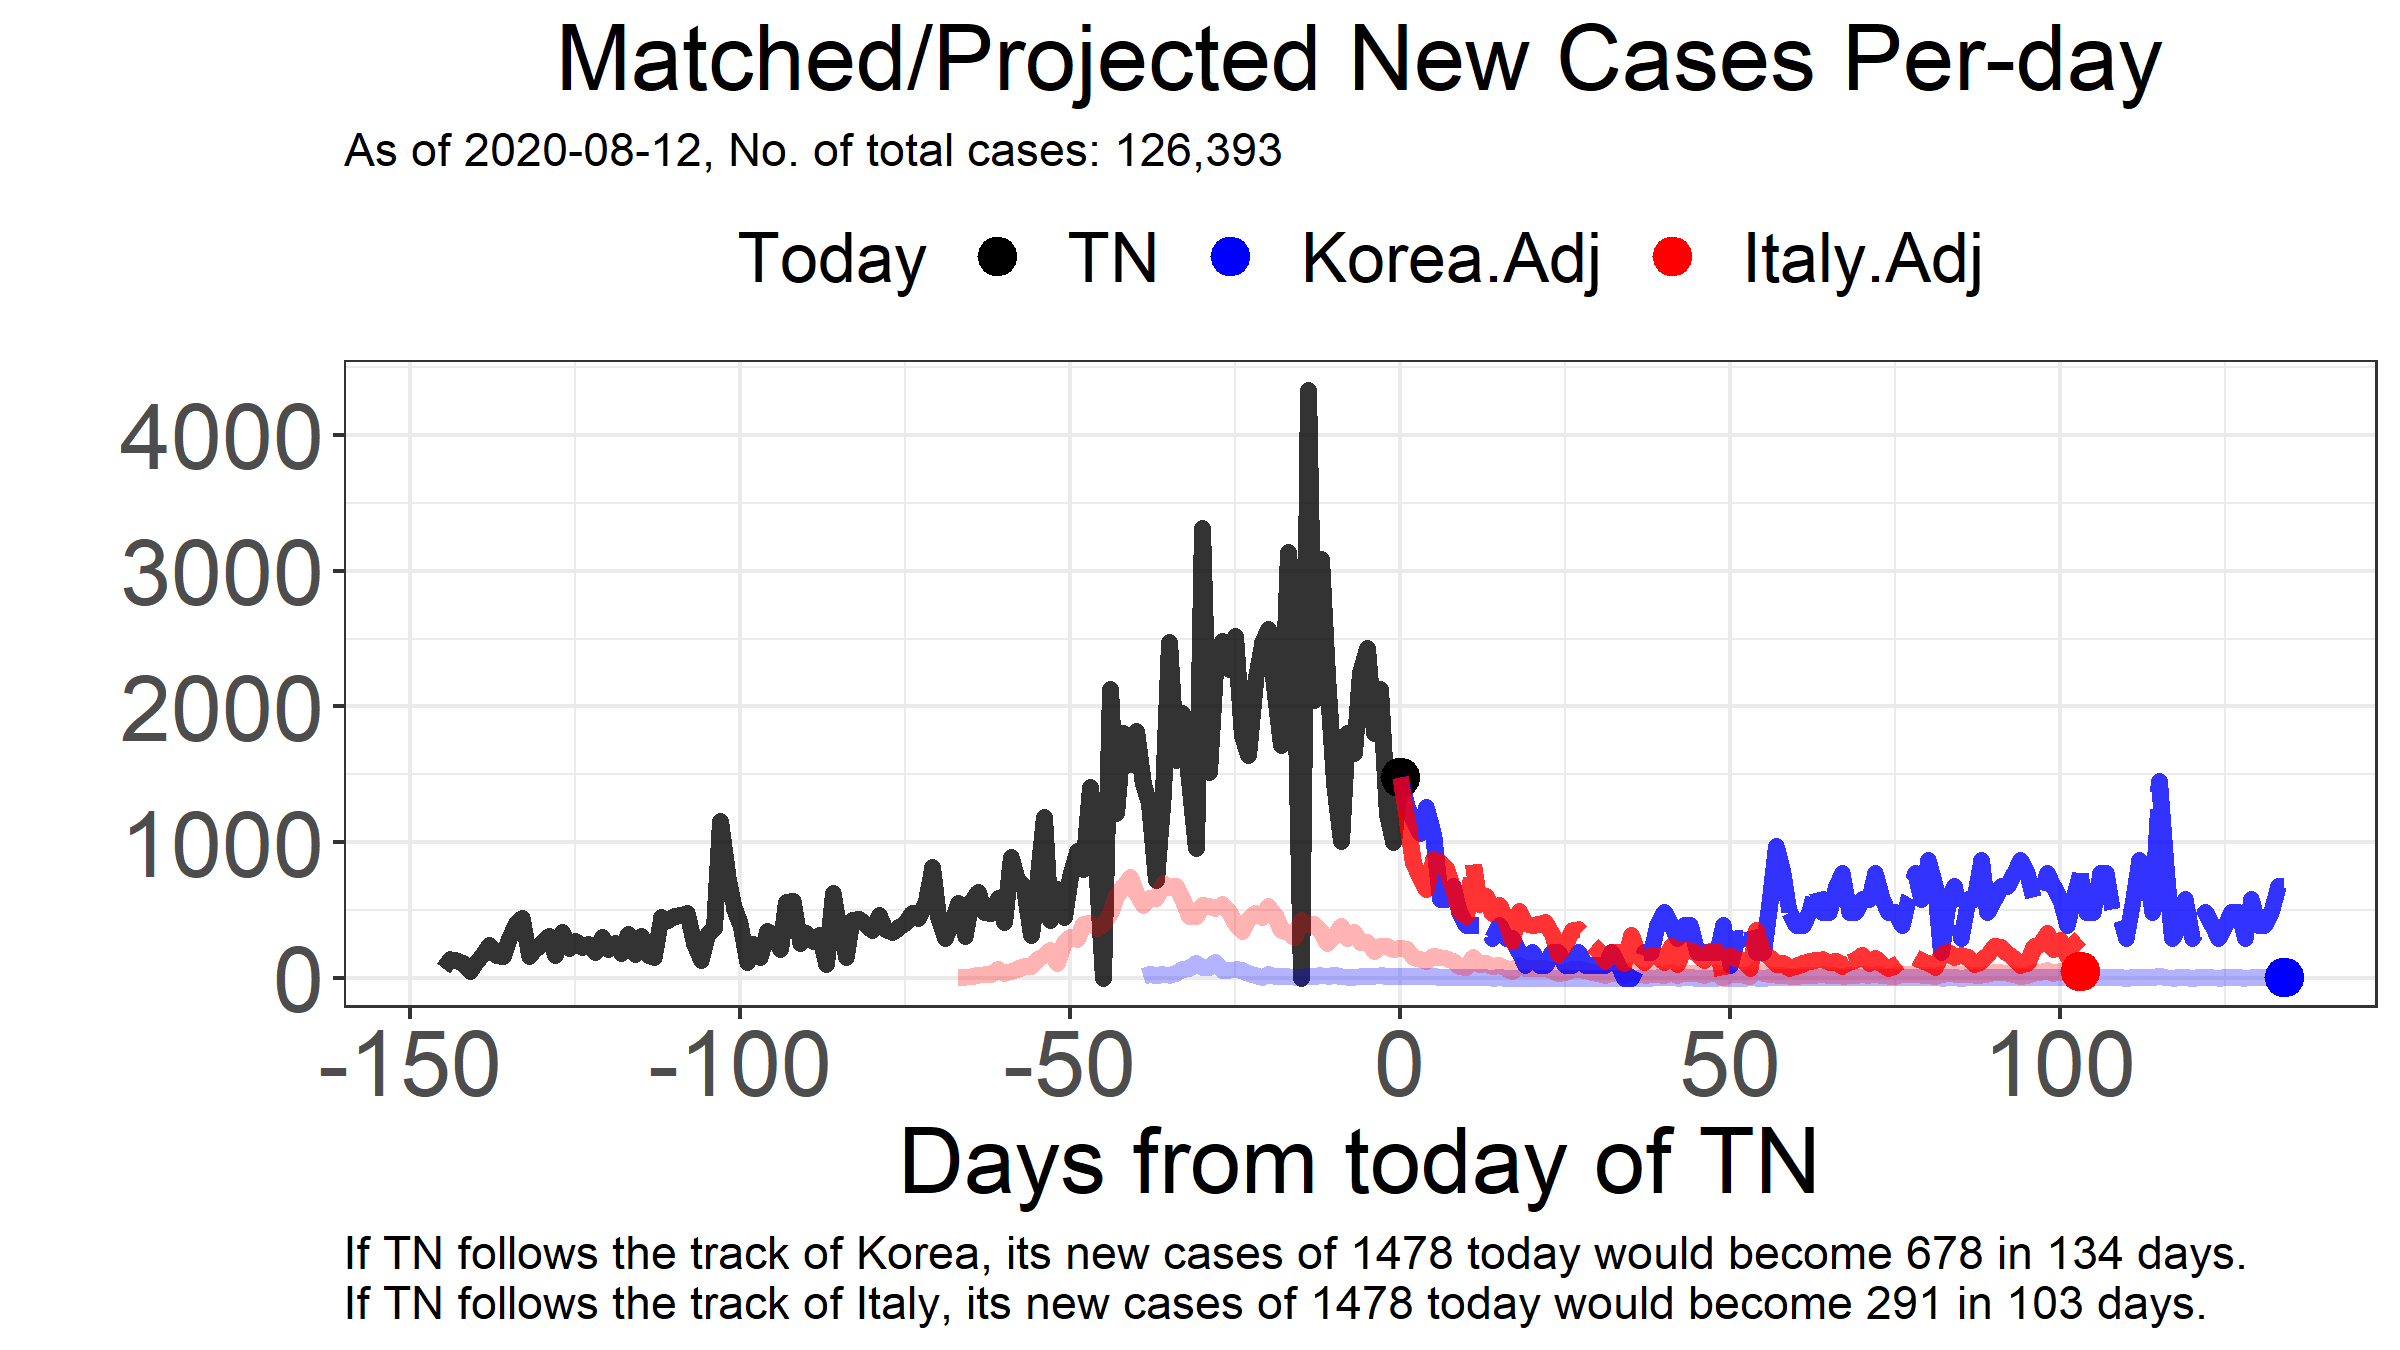 Matched/Projected New Cases Per-day
As of 2020-08-12, No. of total cases: 126,393
Today TN Korea.Adj Italy.Adj
4000
3000
2000
1000
0
-150 -100 -50 0 50 100
Days from today of TN
If TN follows the track of Korea, its new cases of 1478 today would become 678 in 134 days.
If TN follows the track of Italy, its new cases of 1478 today would become 291 in 103 days.